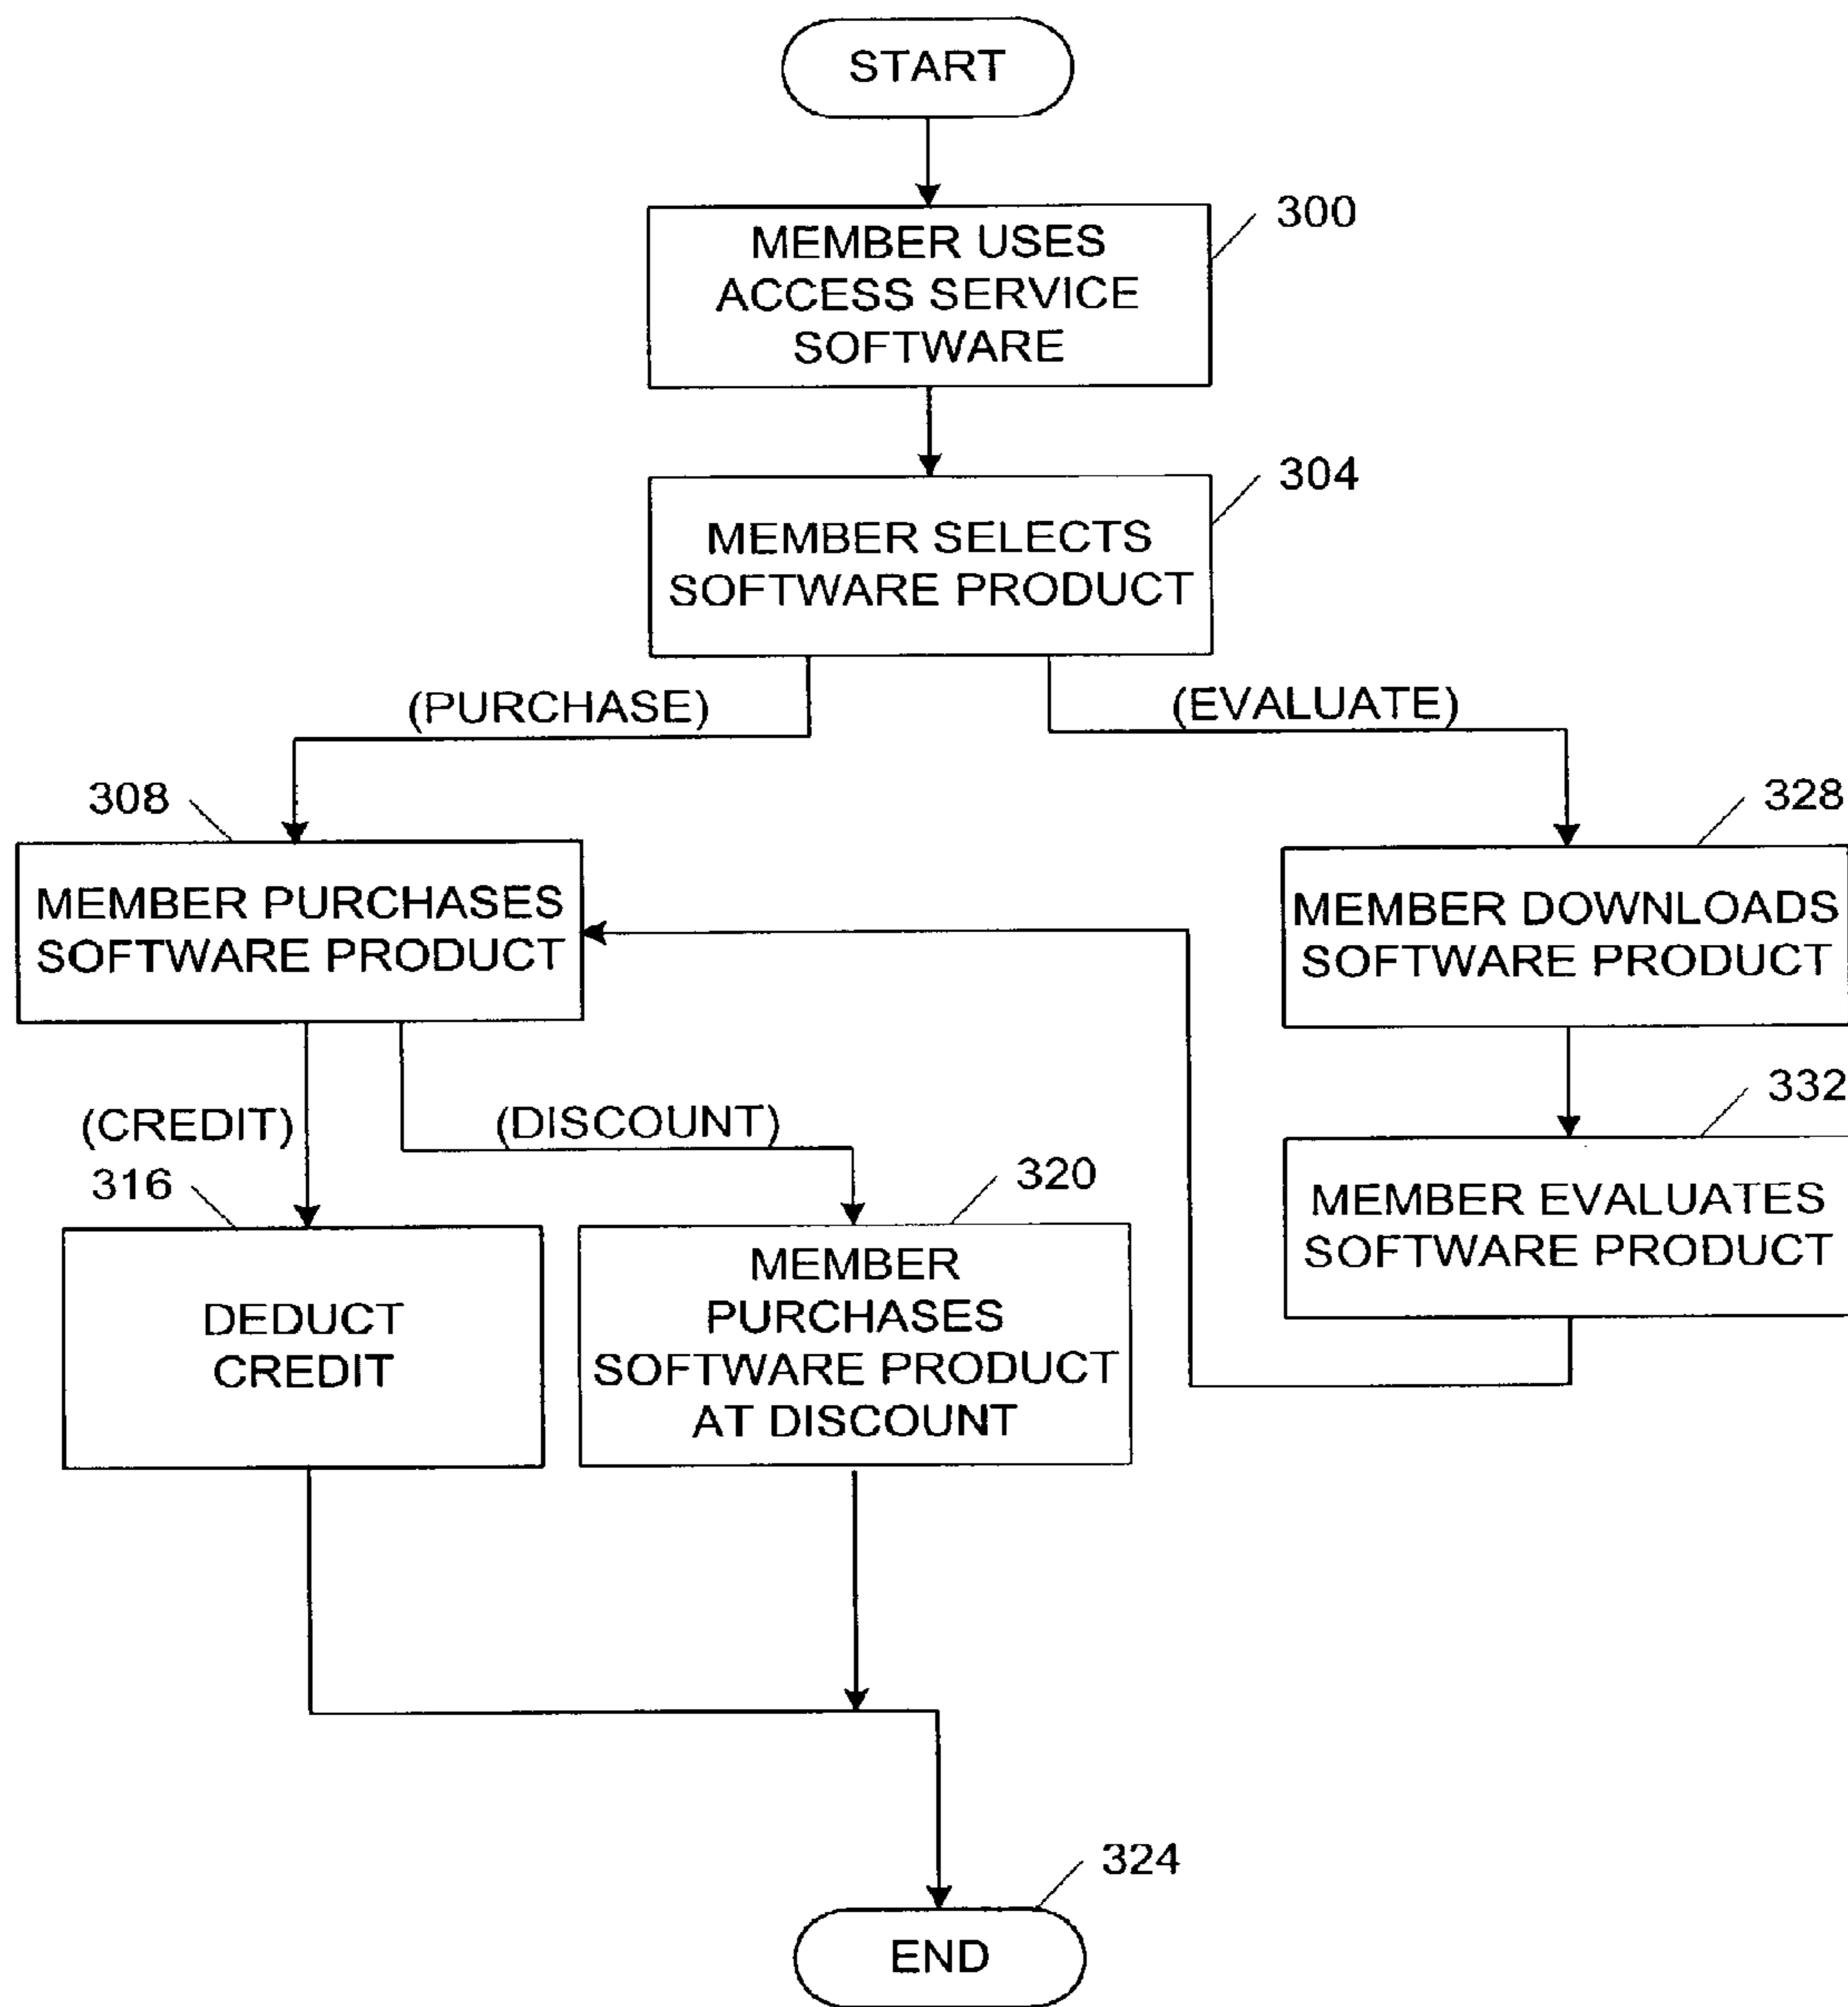 START
300
MEMBER USES
ACCESS SERVICE
SOFTWARE
304
MEMBER SELECTS
SOFTWARE PRODUCT
(PURCHASE)
(EVALUATE)
308
MEMBER PURCHASES
SOFTWARE PRODUCT
328
MEMBER DOWNLOADS
SOFTWARE PRODUCT
(CREDIT)
(DISCOUNT)
332
MEMBER EVALUATES
SOFTWARE PRODUCT
316
DEDUCT
CREDIT
320
MEMBER
PURCHASES
SOFTWARE PRODUCT
AT DISCOUNT
324
END